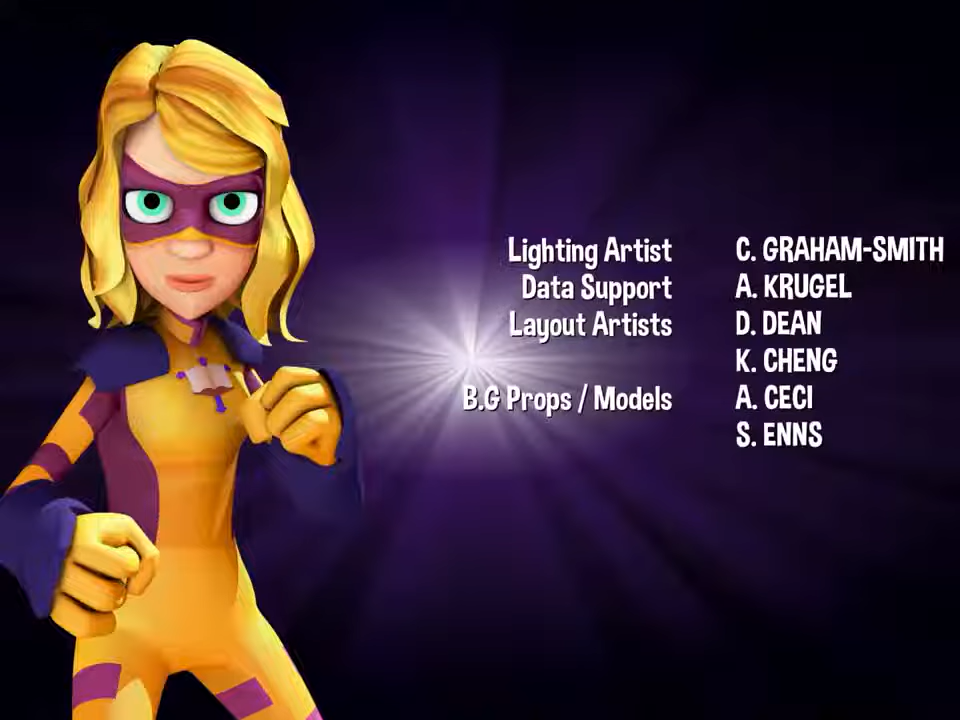 Lighting Artist C. GRAHAM-SMITH
Data Support A. KRUGEL
Layout Artists D. DEAN
K. CHENG
B.G Props / Models A. CECI
S. ENNS